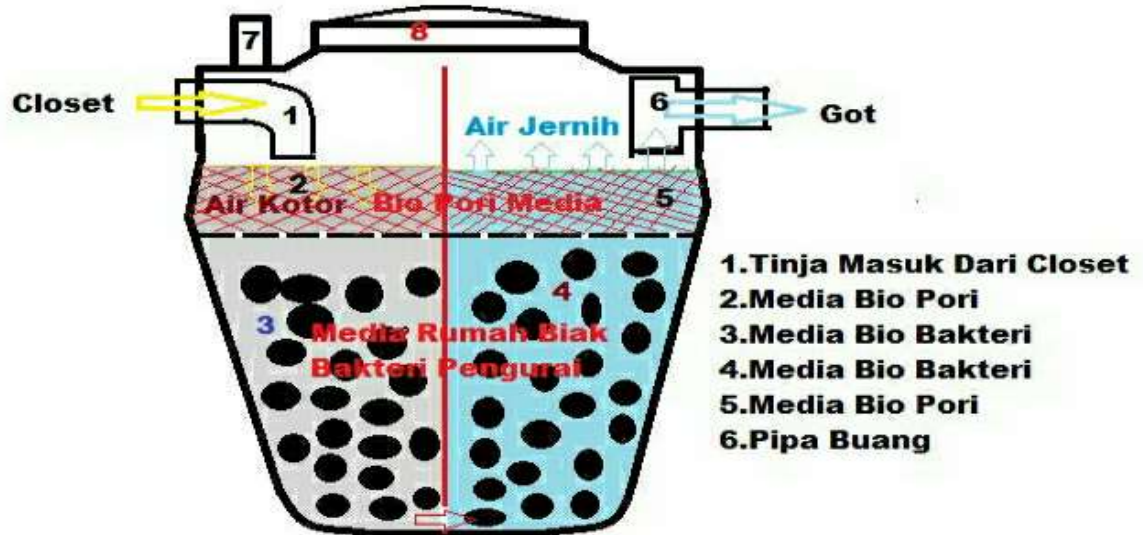 8
7
Closet
1
6
Got
Air Jernih
2
5
Air Kotor Bio Pori Media
4
3
Media Rumah Biak
Bakteri Pengurai
1.Tinja Masuk Dari Closet
2.Media Bio Pori
3.Media Bio Bakteri
4.Media Bio Bakteri
5.Media Bio Pori
6.Pipa Buang